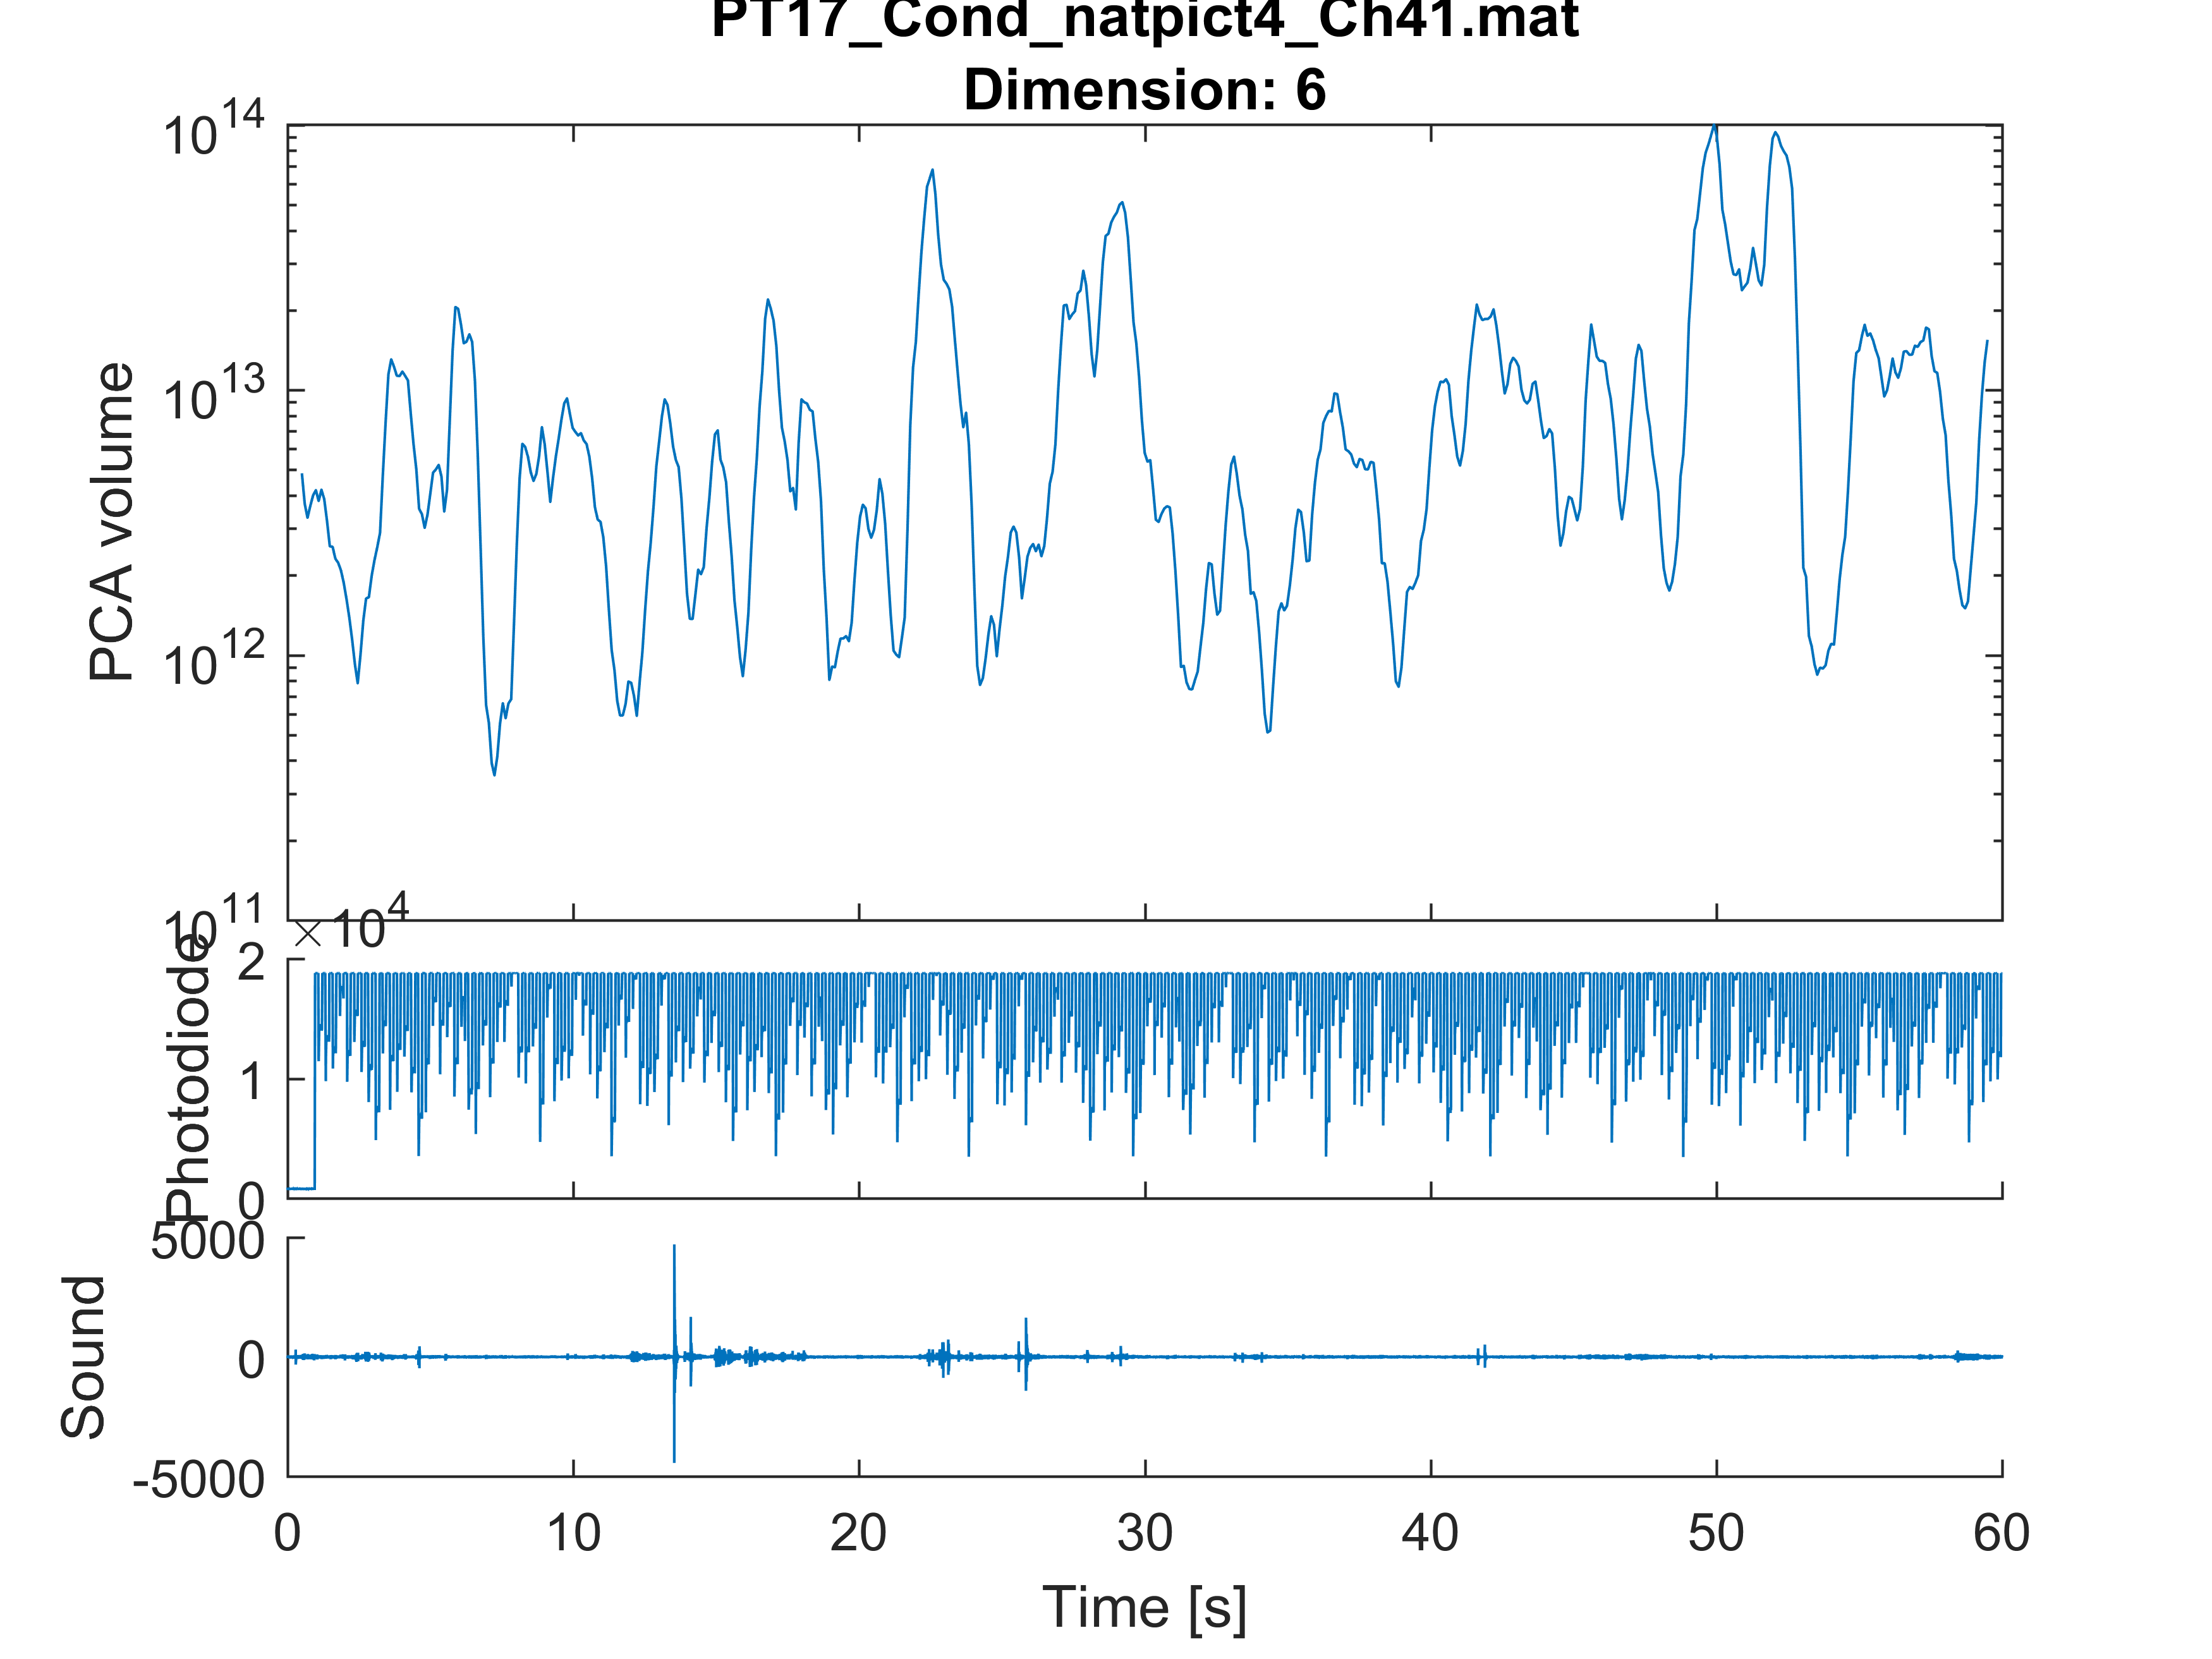 PT17_Cond_natpict4_Ch41.mat
Dimension: 6
10^14
10^13
10^12
10^11
PCA volume
× 10^4
2
1
0
Photodiode
5000
0
-5000
Sound
0 10 20 30 40 50 60
Time [s]